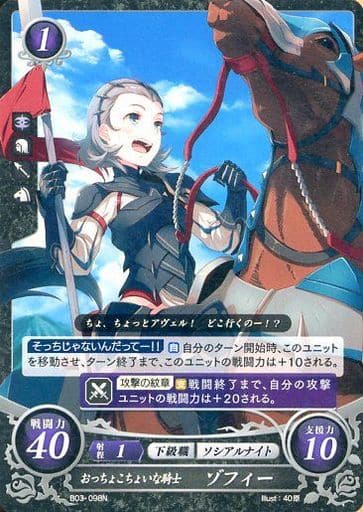 1
ちょ、ちょっとアヴェル! どこ行くのー!?
そっちじゃないんだってー!! 自 自分のターン開始時、このユニット
を移動させ、ターン終了まで、このユニットの戦闘力は+10される。
攻撃の紋章 支 戦闘終了まで、自分の攻撃
ユニットの戦闘力は+20される。
戦闘力 40
射程 1
下級職
ソシアルナイト
支援力 10
おっちょこちょいな騎士 ゾフィー
B03-098N
Illust:40原